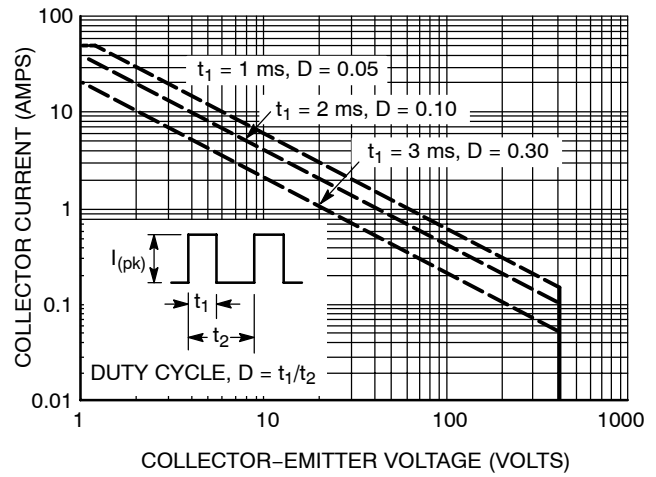 100
10
1
0.1
0.01
COLLECTOR CURRENT (AMPS)
t1 = 1 ms, D = 0.05
t1 = 2 ms, D = 0.10
t1 = 3 ms, D = 0.30
I(pk)
t1
t2
DUTY CYCLE, D = t1/t2
1 10 100 1000
COLLECTOR–EMITTER VOLTAGE (VOLTS)